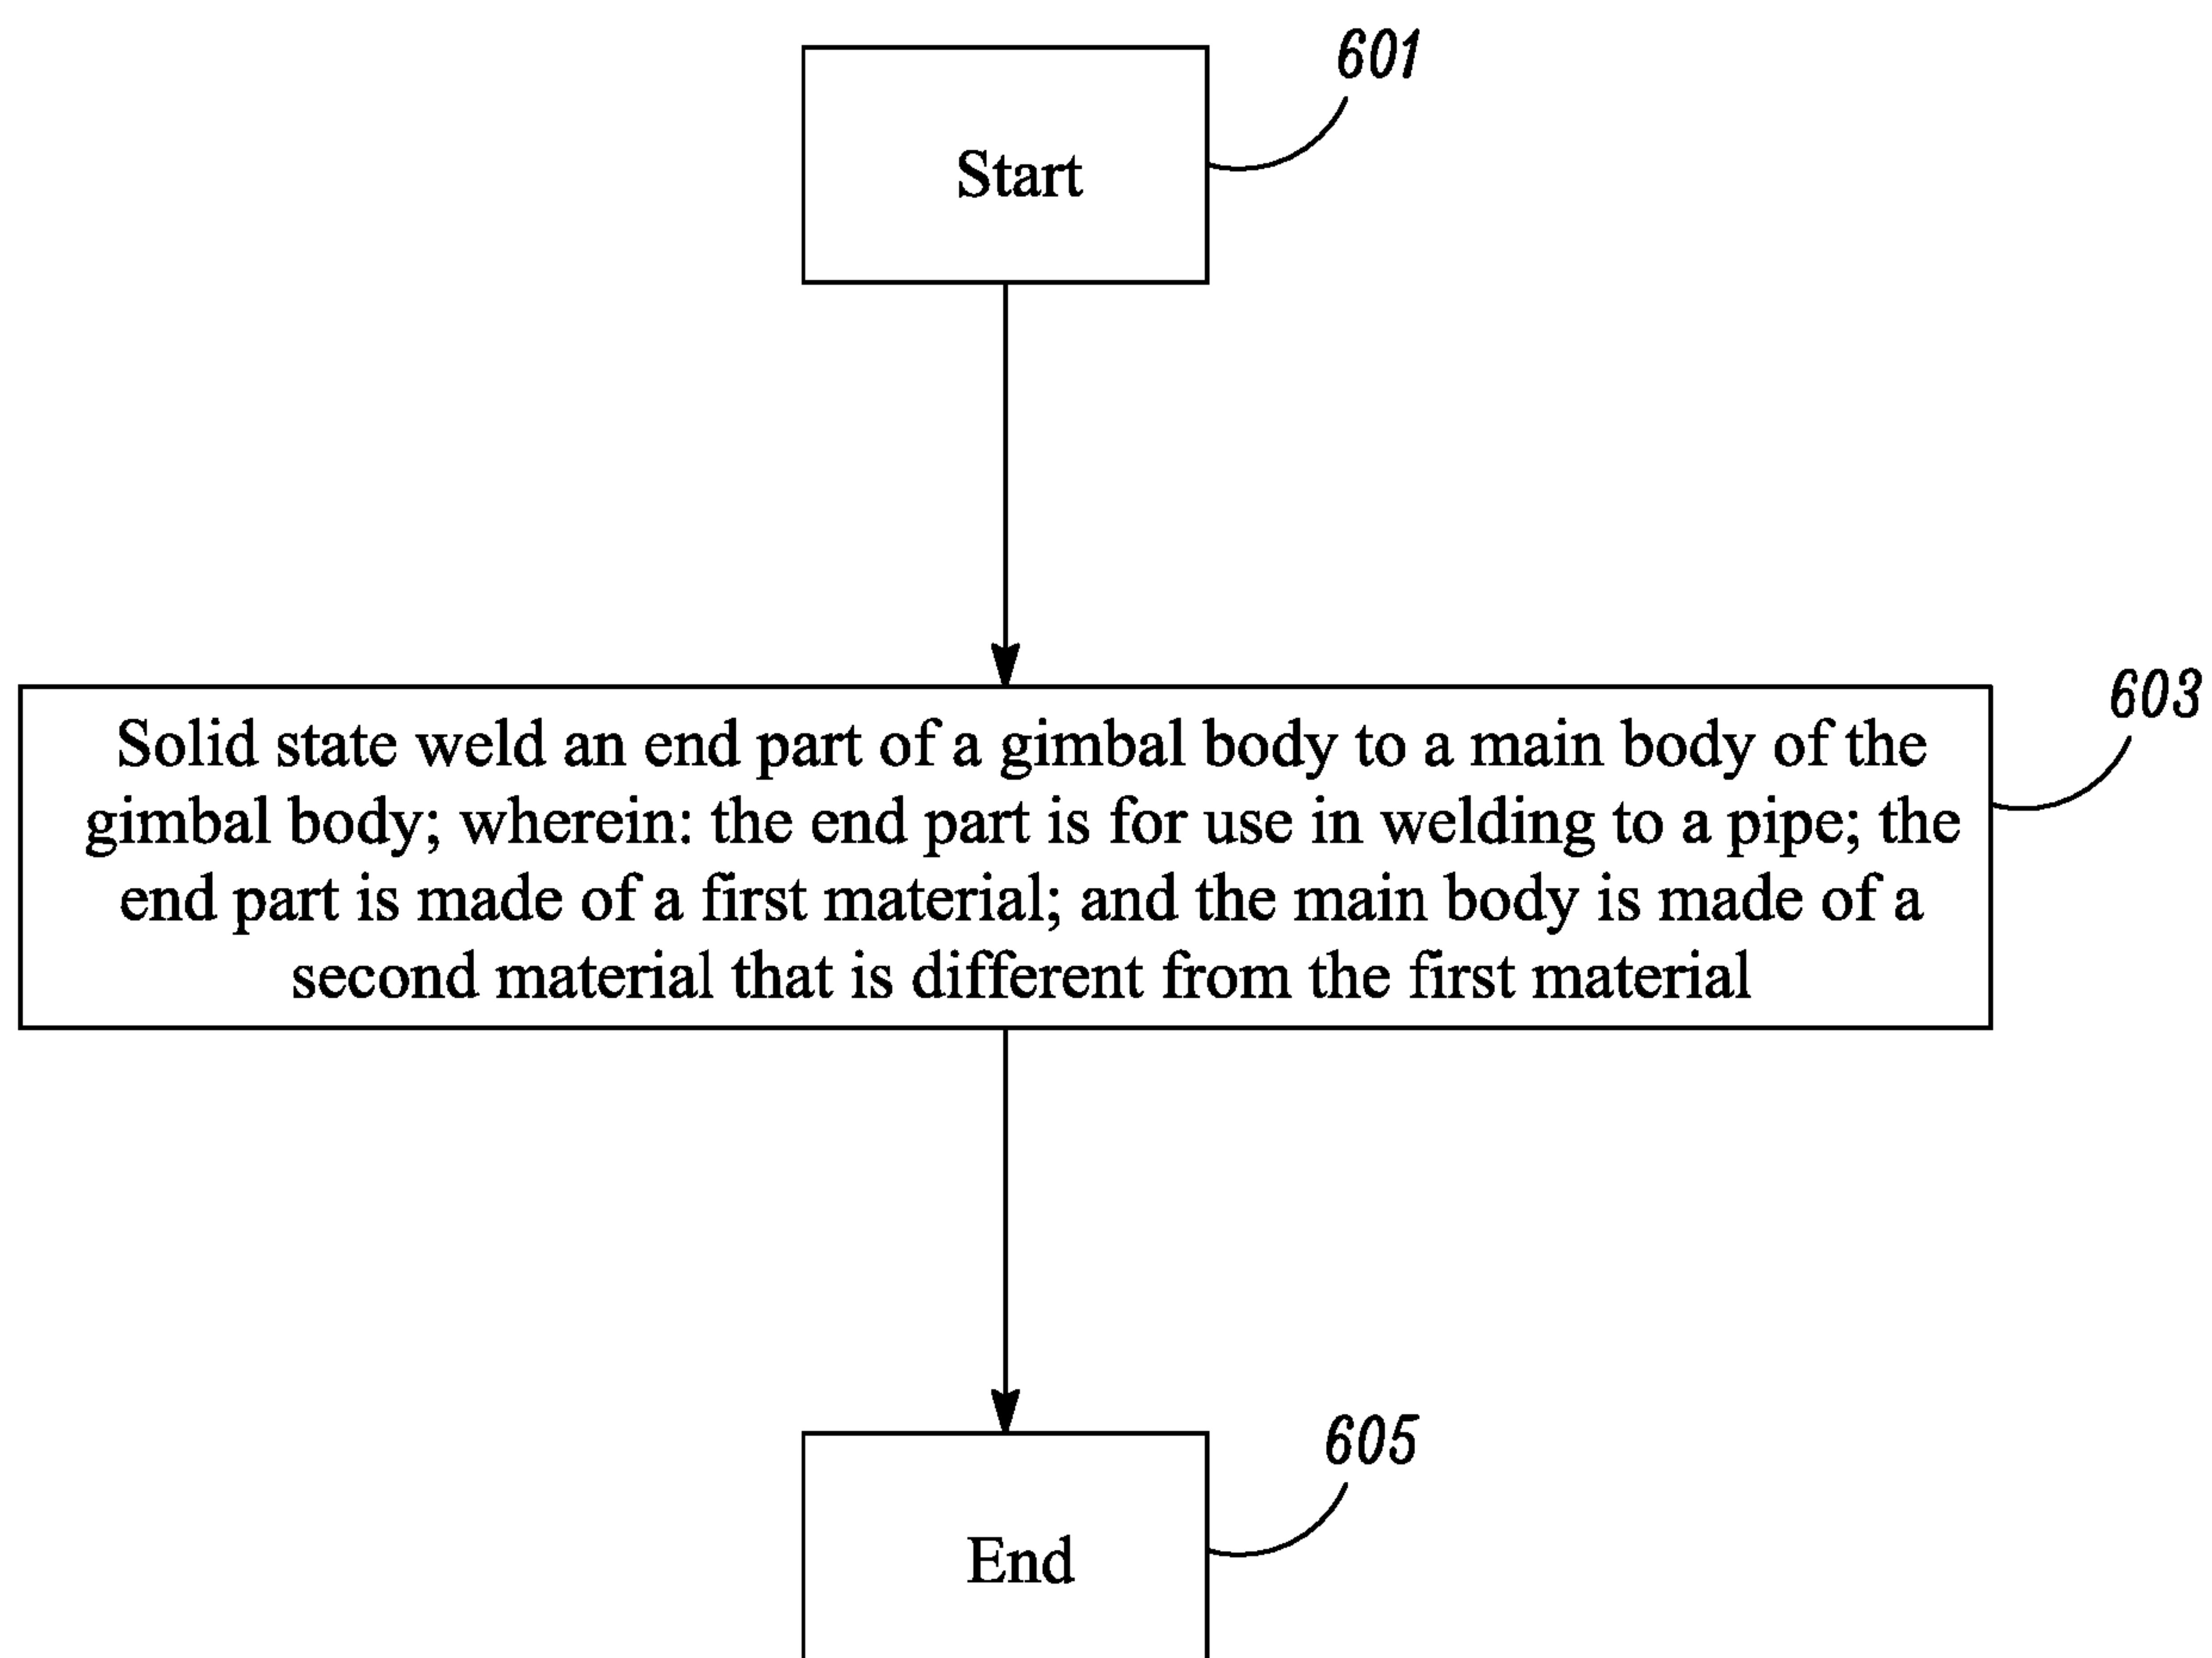 601
Start
603
Solid state weld an end part of a gimbal body to a main body of the
gimbal body; wherein: the end part is for use in welding to a pipe; the
end part is made of a first material; and the main body is made of a
second material that is different from the first material
605
End